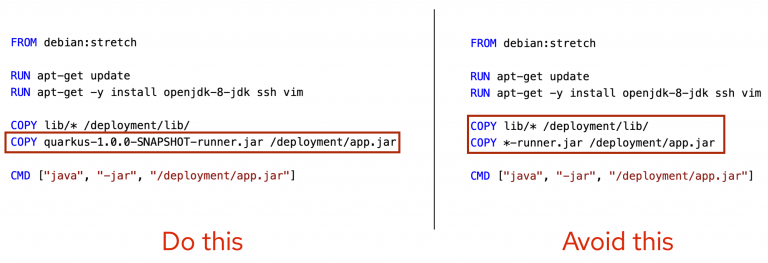 FROM debian:stretch
RUN apt-get update
RUN apt-get -y install openjdk-8-jdk ssh vim
COPY lib/* /deployment/lib/
COPY quarkus-1.0.0-SNAPSHOT-runner.jar /deployment/app.jar
CMD ["java", "-jar", "/deployment/app.jar"]
Do this
FROM debian:stretch
RUN apt-get update
RUN apt-get -y install openjdk-8-jdk ssh vim
COPY lib/* /deployment/lib/
COPY *-runner.jar /deployment/app.jar
CMD ["java", "-jar", "/deployment/app.jar"]
Avoid this